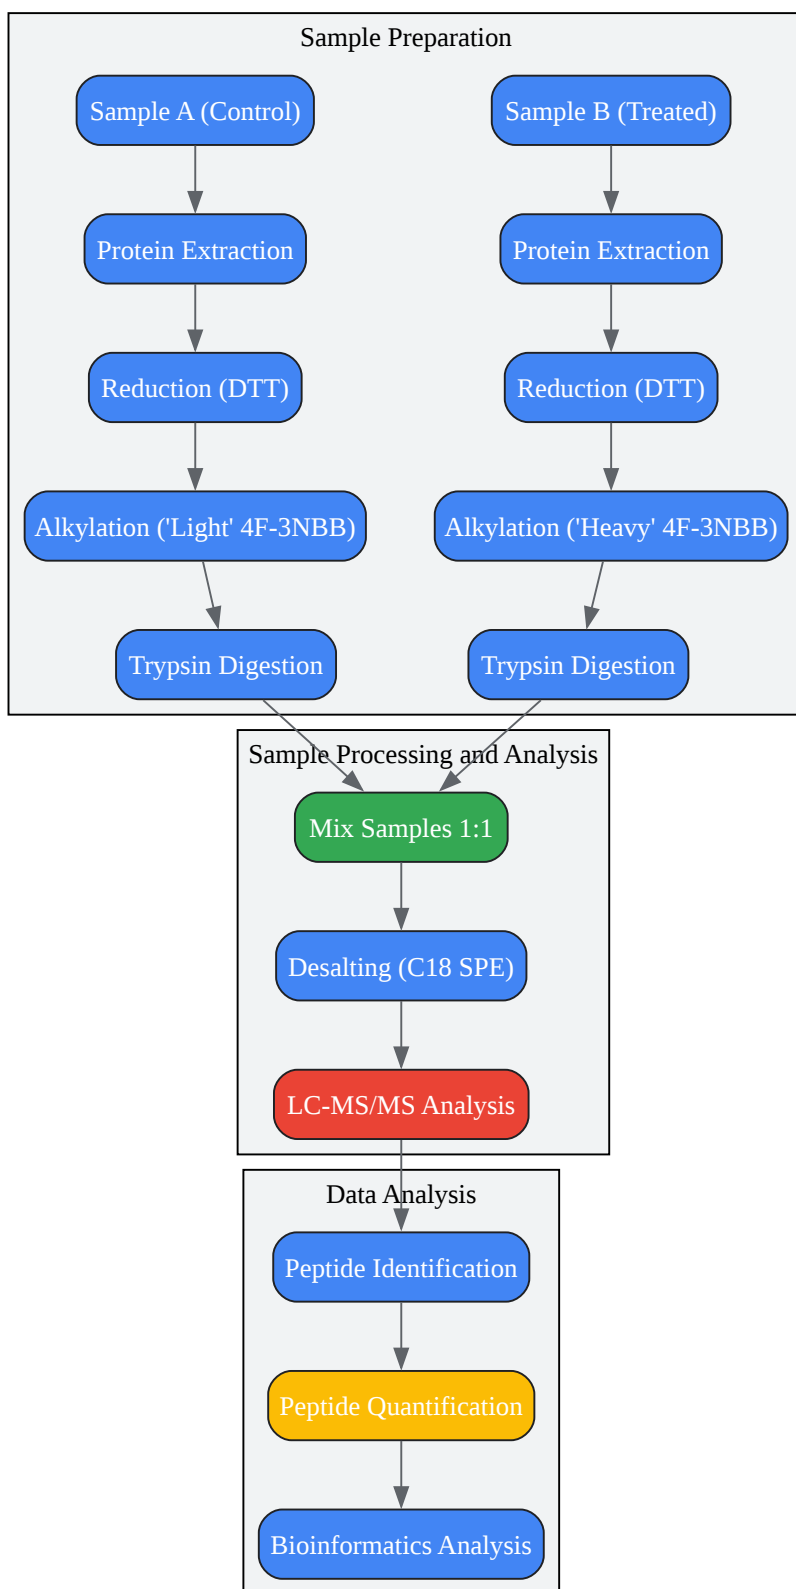 Sample Preparation
Sample A (Control)
Sample B (Treated)
Protein Extraction
Protein Extraction
Reduction (DTT)
Reduction (DTT)
Alkylation ('Light' 4F-3NBB)
Alkylation ('Heavy' 4F-3NBB)
Trypsin Digestion
Trypsin Digestion
Sample Processing and Analysis
Mix Samples 1:1
Desalting (C18 SPE)
LC-MS/MS Analysis
Data Analysis
Peptide Identification
Peptide Quantification
Bioinformatics Analysis